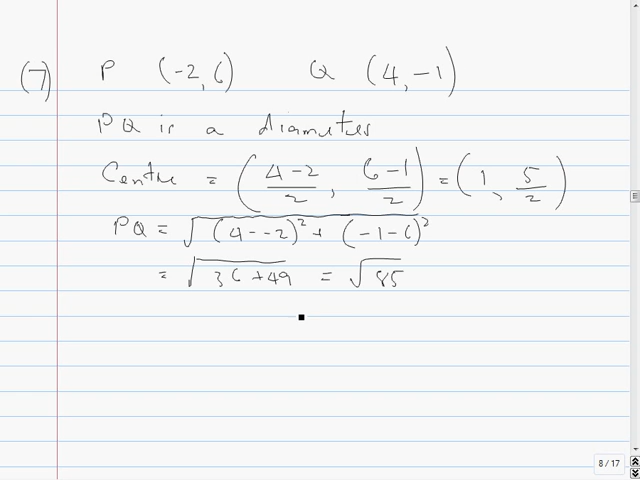 (7) P (-2, 6) Q (4, -1)
PQ is a diameter
Centre = ( (4-2)/2 , (6-1)/2 ) = (1, 5/2)
PQ = √((4--2)² + (-1-6)²)
= √(36+49) = √85
8 / 17